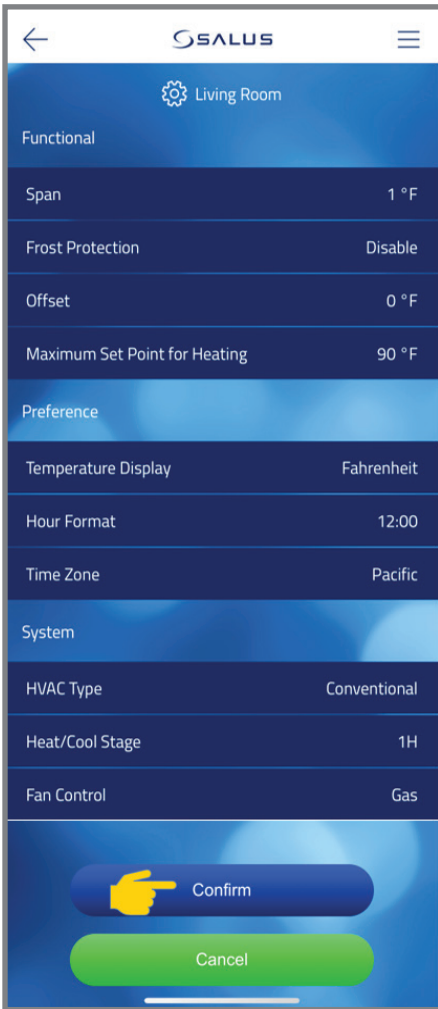 SALUS
Living Room
Functional
Span 1 °F
Frost Protection Disable
Offset 0 °F
Maximum Set Point for Heating 90 °F
Preference
Temperature Display Fahrenheit
Hour Format 12:00
Time Zone Pacific
System
HVAC Type Conventional
Heat/Cool Stage 1H
Fan Control Gas
Confirm
Cancel